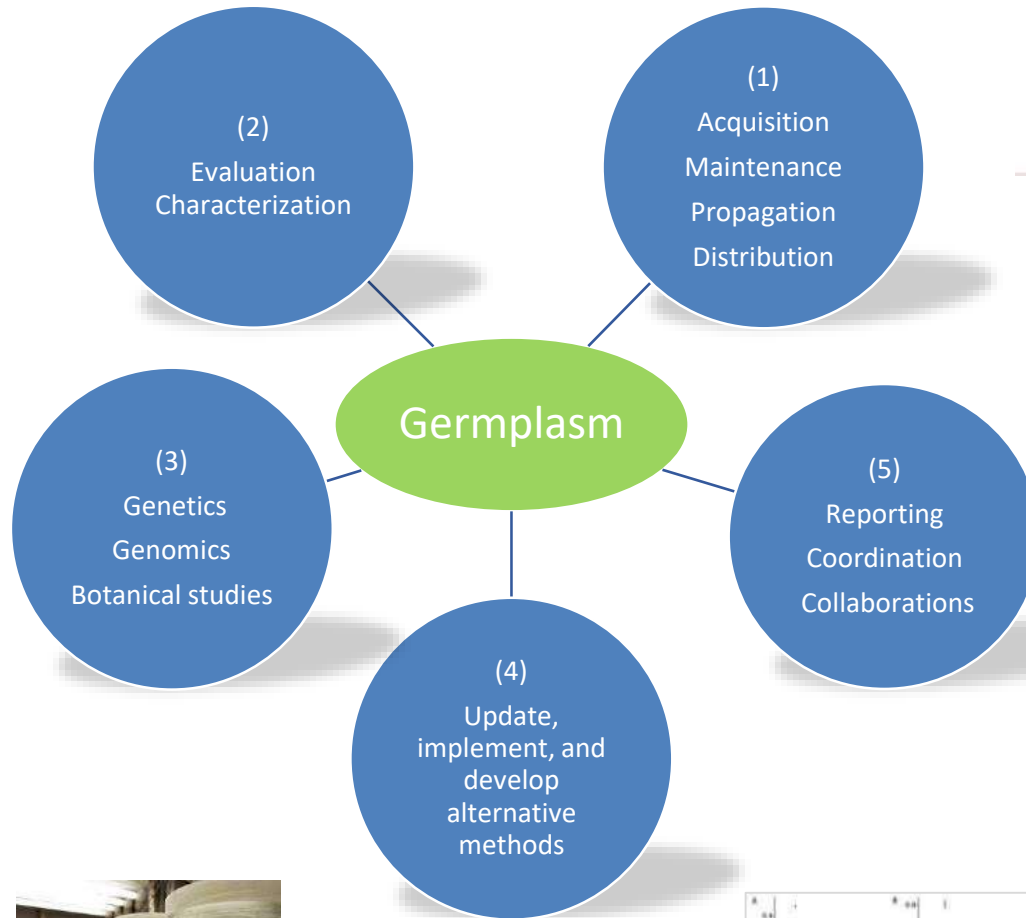 (1)
Acquisition
Maintenance
Propagation
Distribution
(2)
Evaluation
Characterization
Germplasm
(3)
Genetics
Genomics
Botanical studies
(5)
Reporting
Coordination
Collaborations
(4)
Update,
implement, and
develop
alternative
methods